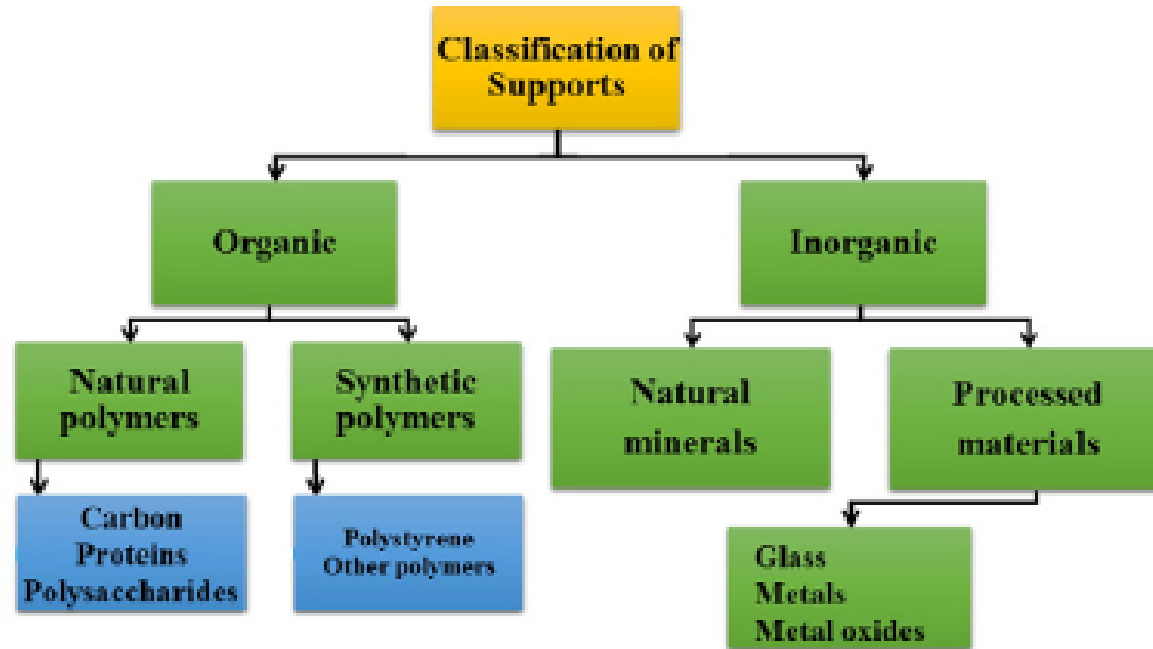 Classification of
Supports
Organic
Inorganic
Natural
polymers
Synthetic
polymers
Natural
minerals
Processed
materials
Carbon
Proteins
Polysaccharides
Polystyrene
Other polymers
Glass
Metals
Metal oxides